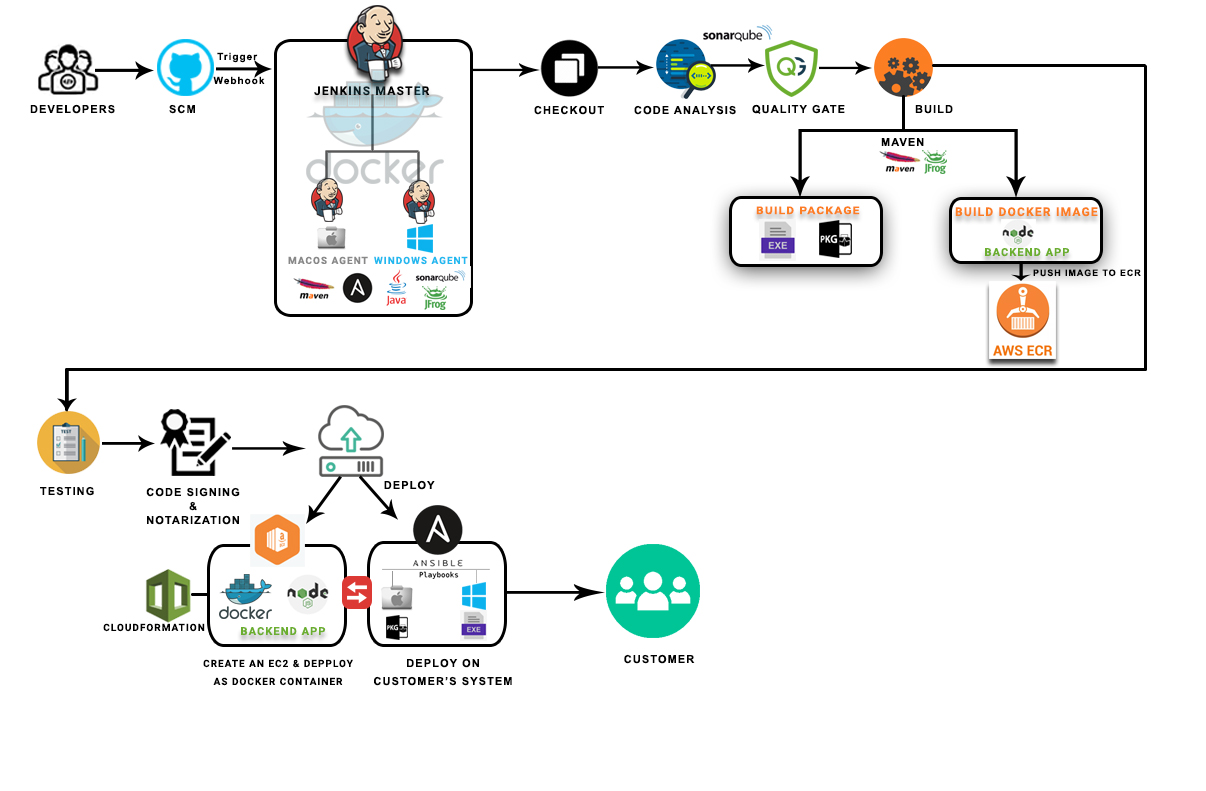 sonarqube
Trigger
Webhook
DEVELOPERS
SCM
JENKINS MASTER
docker
MACOS AGENT
WINDOWS AGENT
maven
Java
sonarqube
JFrog
CHECKOUT
CODE ANALYSIS
QG
QUALITY GATE
BUILD
MAVEN
maven
JFrog
BUILD PACKAGE
EXE
PKG
BUILD DOCKER IMAGE
node
JS
BACKEND APP
PUSH IMAGE TO ECR
AWS ECR
TEST
TESTING
CODE SIGNING
&
NOTARIZATION
DEPLOY
CLOUDFORMATION
docker
node
JS
BACKEND APP
CREATE AN EC2 & DEPPLOY
AS DOCKER CONTAINER
ANSIBLE
Playbooks
PKG
EXE
DEPLOY ON
CUSTOMER'S SYSTEM
CUSTOMER